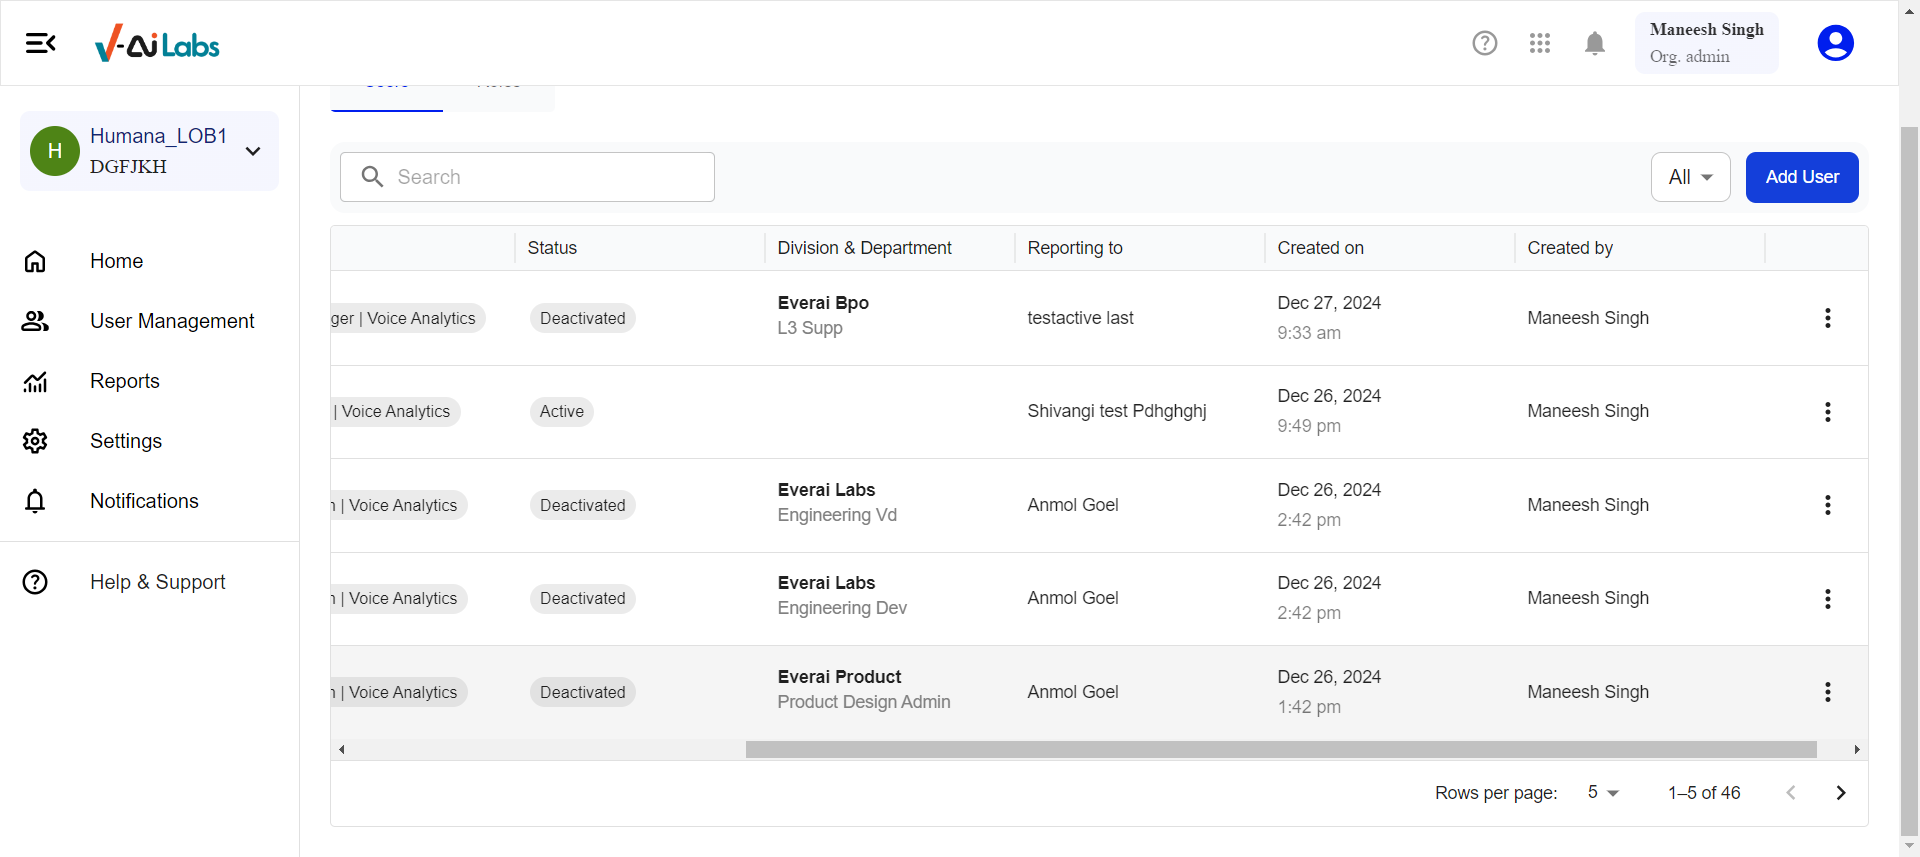 V-Ai Labs
Maneesh Singh
Org. admin
H
Humana_LOB1
DGFJKH
Home
User Management
Reports
Settings
Notifications
Help & Support
Search
All
Add User
Status Division & Department Reporting to Created on Created by
ger | Voice Analytics Deactivated Everai Bpo L3 Supp testactive last Dec 27, 2024 9:33 am Maneesh Singh
| Voice Analytics Active Shivangi test Pdhghghj Dec 26, 2024 9:49 pm Maneesh Singh
| Voice Analytics Deactivated Everai Labs Engineering Vd Anmol Goel Dec 26, 2024 2:42 pm Maneesh Singh
| Voice Analytics Deactivated Everai Labs Engineering Dev Anmol Goel Dec 26, 2024 2:42 pm Maneesh Singh
| Voice Analytics Deactivated Everai Product Product Design Admin Anmol Goel Dec 26, 2024 1:42 pm Maneesh Singh
Rows per page: 5 1–5 of 46